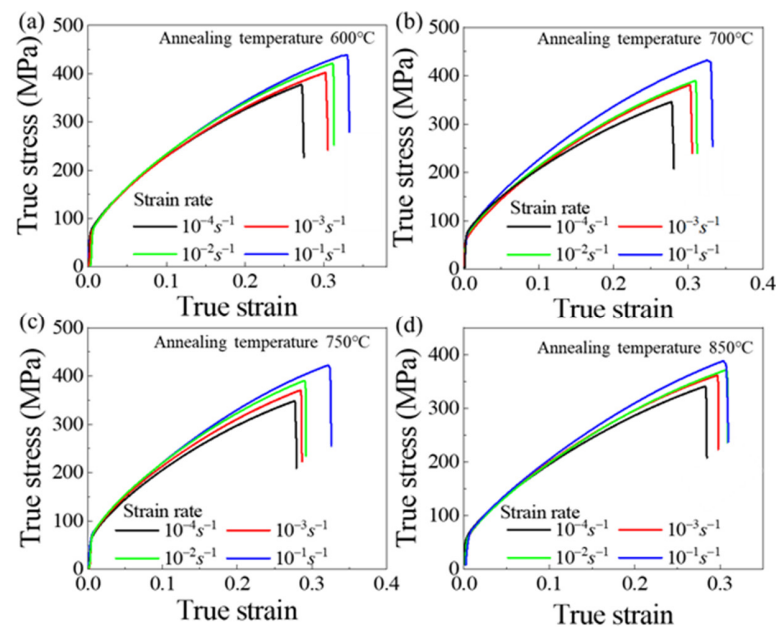 (a)
Annealing temperature 600°C
True stress (MPa)
500
400
300
200
100
0
Strain rate
10⁻⁴s⁻¹ 10⁻³s⁻¹
10⁻²s⁻¹ 10⁻¹s⁻¹
0.0 0.1 0.2 0.3
True strain
(b)
Annealing temperature 700°C
True stress (MPa)
500
400
300
200
100
0
Strain rate
10⁻⁴s⁻¹ 10⁻³s⁻¹
10⁻²s⁻¹ 10⁻¹s⁻¹
0.0 0.1 0.2 0.3 0.4
True strain
(c)
Annealing temperature 750°C
True stress (MPa)
500
400
300
200
100
0
Strain rate
10⁻⁴s⁻¹ 10⁻³s⁻¹
10⁻²s⁻¹ 10⁻¹s⁻¹
0.0 0.1 0.2 0.3 0.4
True strain
(d)
Annealing temperature 850°C
True stress (MPa)
400
300
200
100
0
Strain rate
10⁻⁴s⁻¹ 10⁻³s⁻¹
10⁻²s⁻¹ 10⁻¹s⁻¹
0.0 0.1 0.2 0.3
True strain